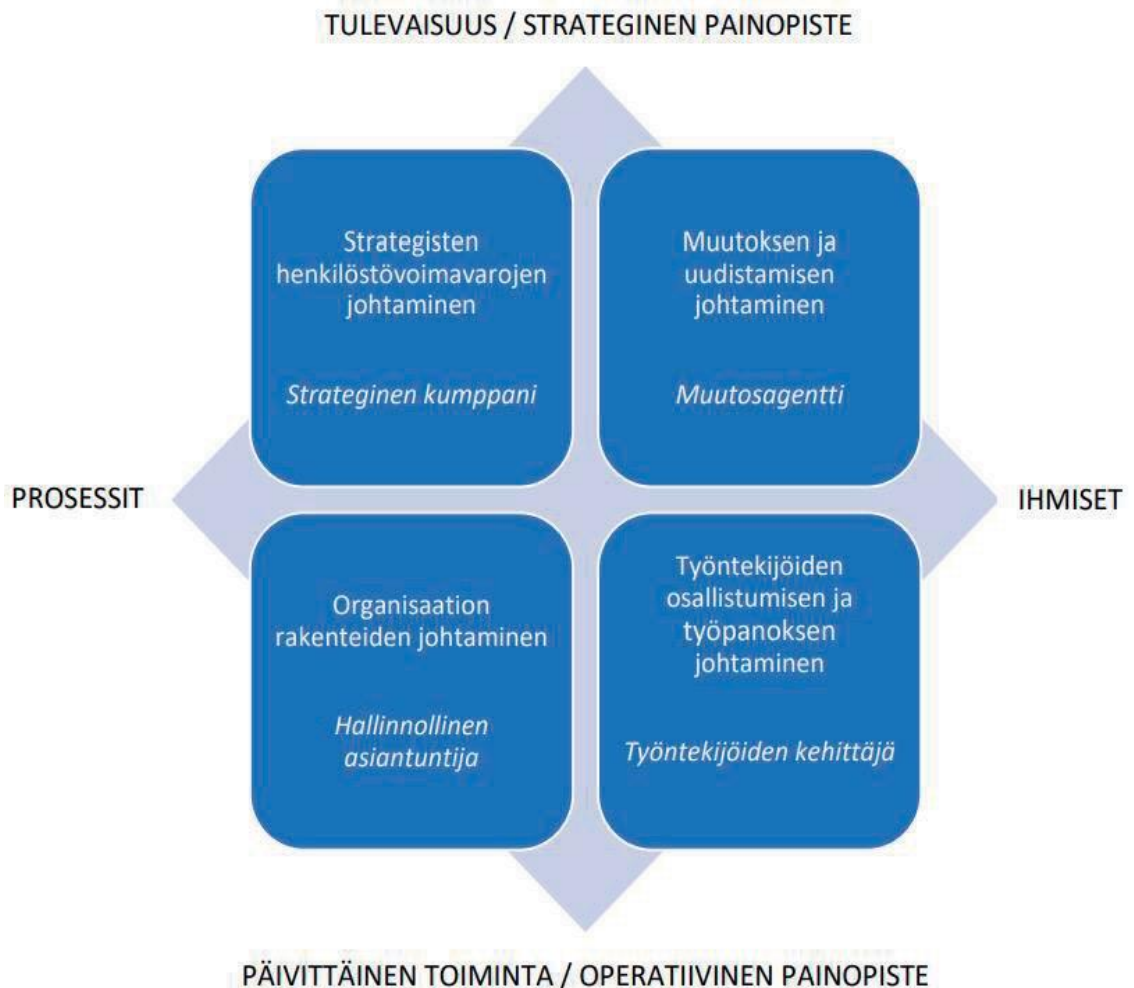 TULEVAISUUS / STRATEGINEN PAINOPISTE
Strategisten
henkilöstövoimavarojen
johtaminen
Strateginen kumppani
Muutoksen ja
uudistamisen
johtaminen
Muutosagentti
PROSESSIT
IHMISET
Organisaation
rakenteiden johtaminen
Hallinnollinen
asiantuntija
Työntekijöiden
osallistumisen ja
työpanoksen
johtaminen
Työntekijöiden kehittäjä
PÄIVITTÄINEN TOIMINTA / OPERATIIVINEN PAINOPISTE